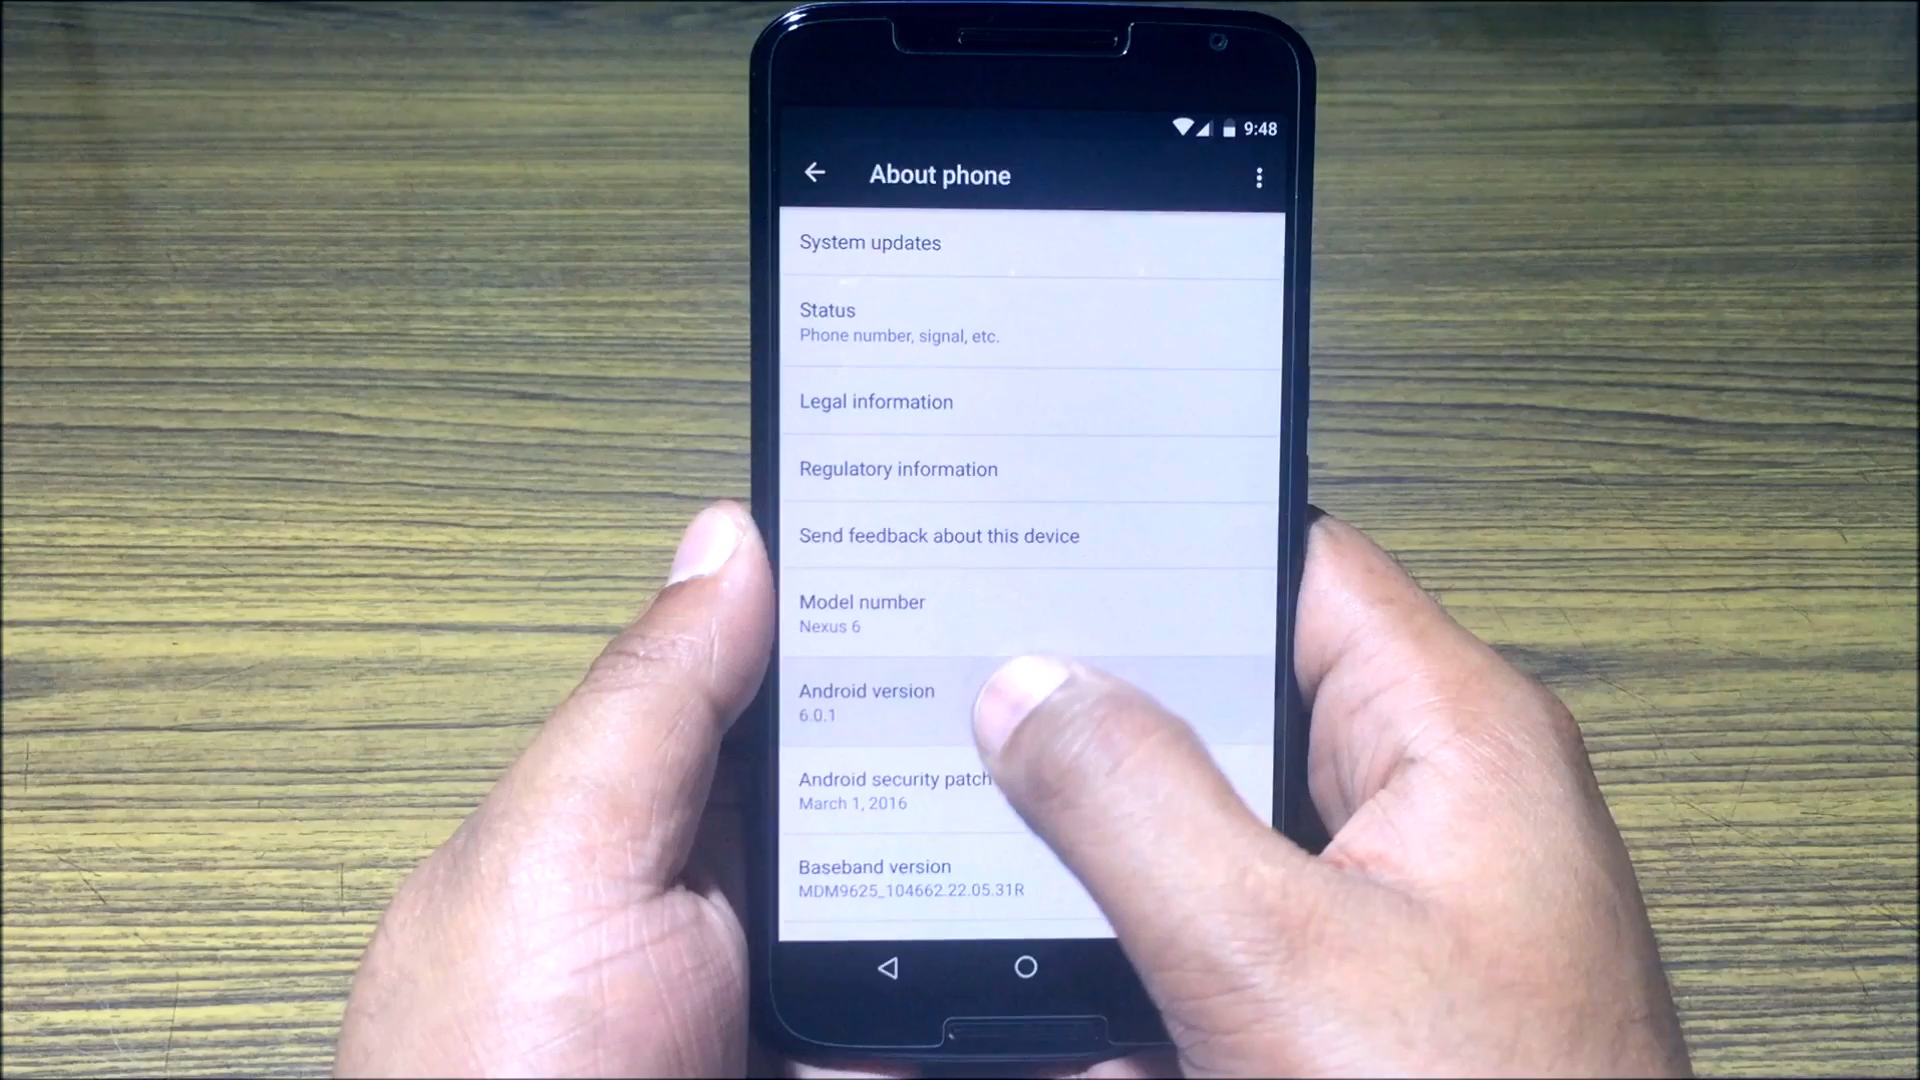 9:48
About phone
System updates
Status
Phone number, signal, etc.
Legal information
Regulatory information
Send feedback about this device
Model number
Nexus 6
Android version
6.0.1
Android security patch
March 1, 2016
Baseband version
MDM9625_104662.22.05.31R